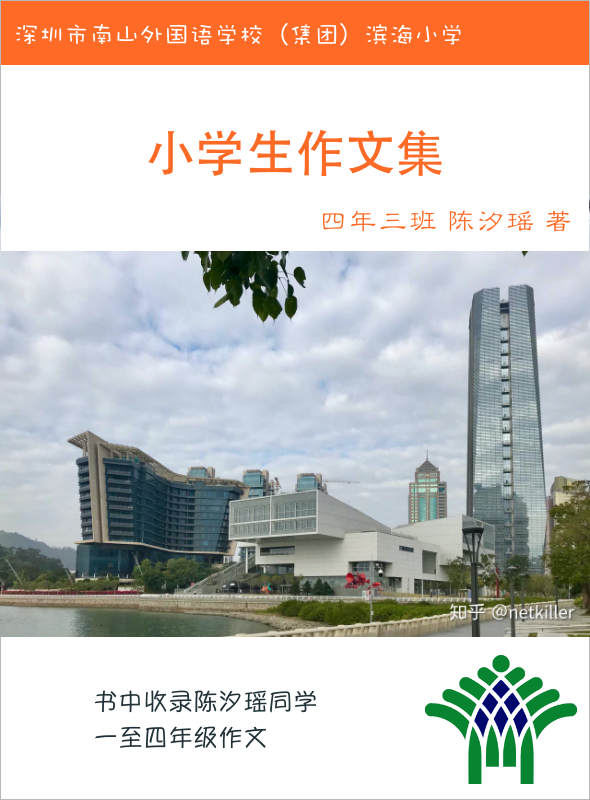 深圳市南山外国语学校（集团）滨海小学
小学生作文集
四年三班 陈汐瑶 著
知乎 @netkiller
书中收录陈汐瑶同学
一至四年级作文